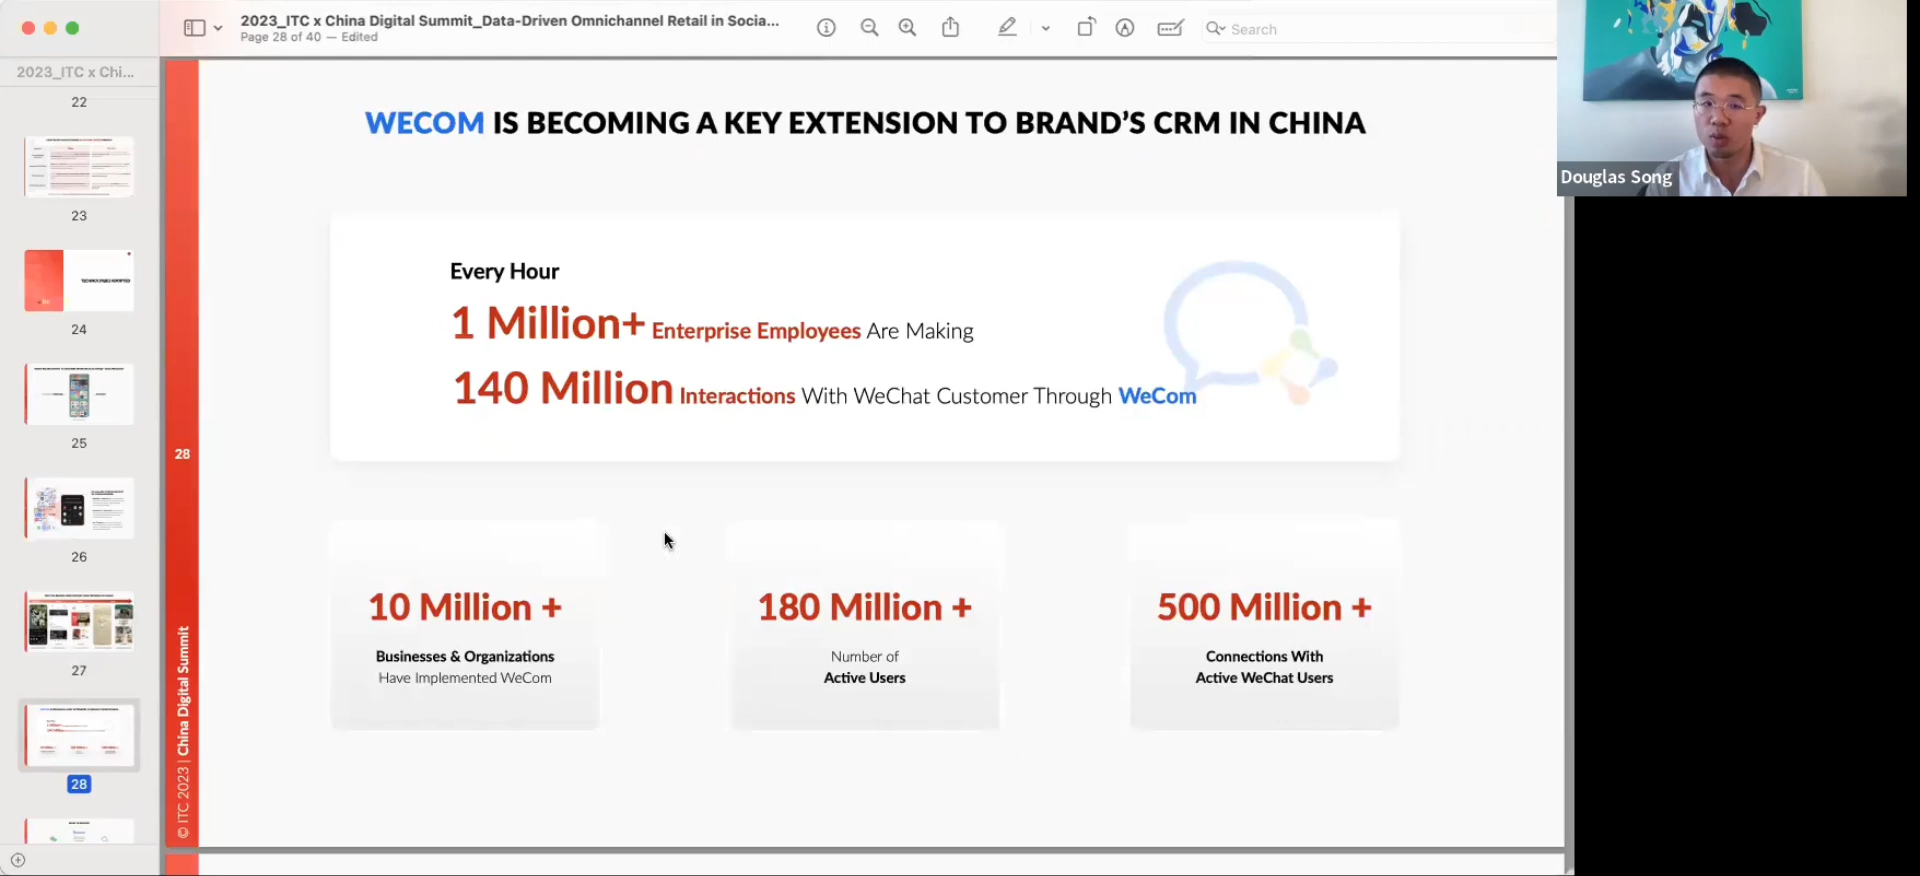 2023_ITC x China Digital Summit_Data-Driven Omnichannel Retail in Socia...
Page 28 of 40 — Edited
Search
2023_ITC x Chi...
22
23
24
25
26
27
28
WECOM IS BECOMING A KEY EXTENSION TO BRAND’S CRM IN CHINA
Every Hour
1 Million+ Enterprise Employees Are Making
140 Million Interactions With WeChat Customer Through WeCom
10 Million +
Businesses & Organizations
Have Implemented WeCom
180 Million +
Number of
Active Users
500 Million +
Connections With
Active WeChat Users
28
© ITC 2023 | China Digital Summit
Douglas Song